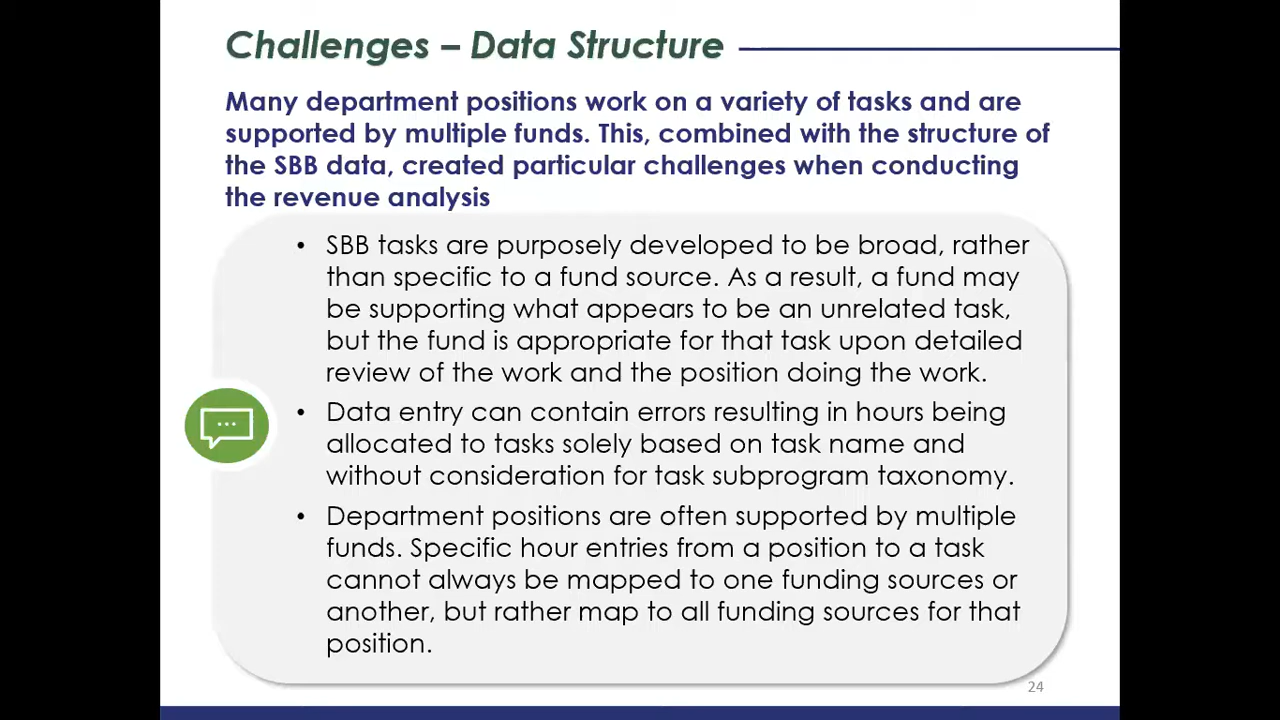 Challenges – Data Structure
Many department positions work on a variety of tasks and are
supported by multiple funds. This, combined with the structure of
the SBB data, created particular challenges when conducting
the revenue analysis
• SBB tasks are purposely developed to be broad, rather
than specific to a fund source. As a result, a fund may
be supporting what appears to be an unrelated task,
but the fund is appropriate for that task upon detailed
review of the work and the position doing the work.
• Data entry can contain errors resulting in hours being
allocated to tasks solely based on task name and
without consideration for task subprogram taxonomy.
• Department positions are often supported by multiple
funds. Specific hour entries from a position to a task
cannot always be mapped to one funding sources or
another, but rather map to all funding sources for that
position.
24